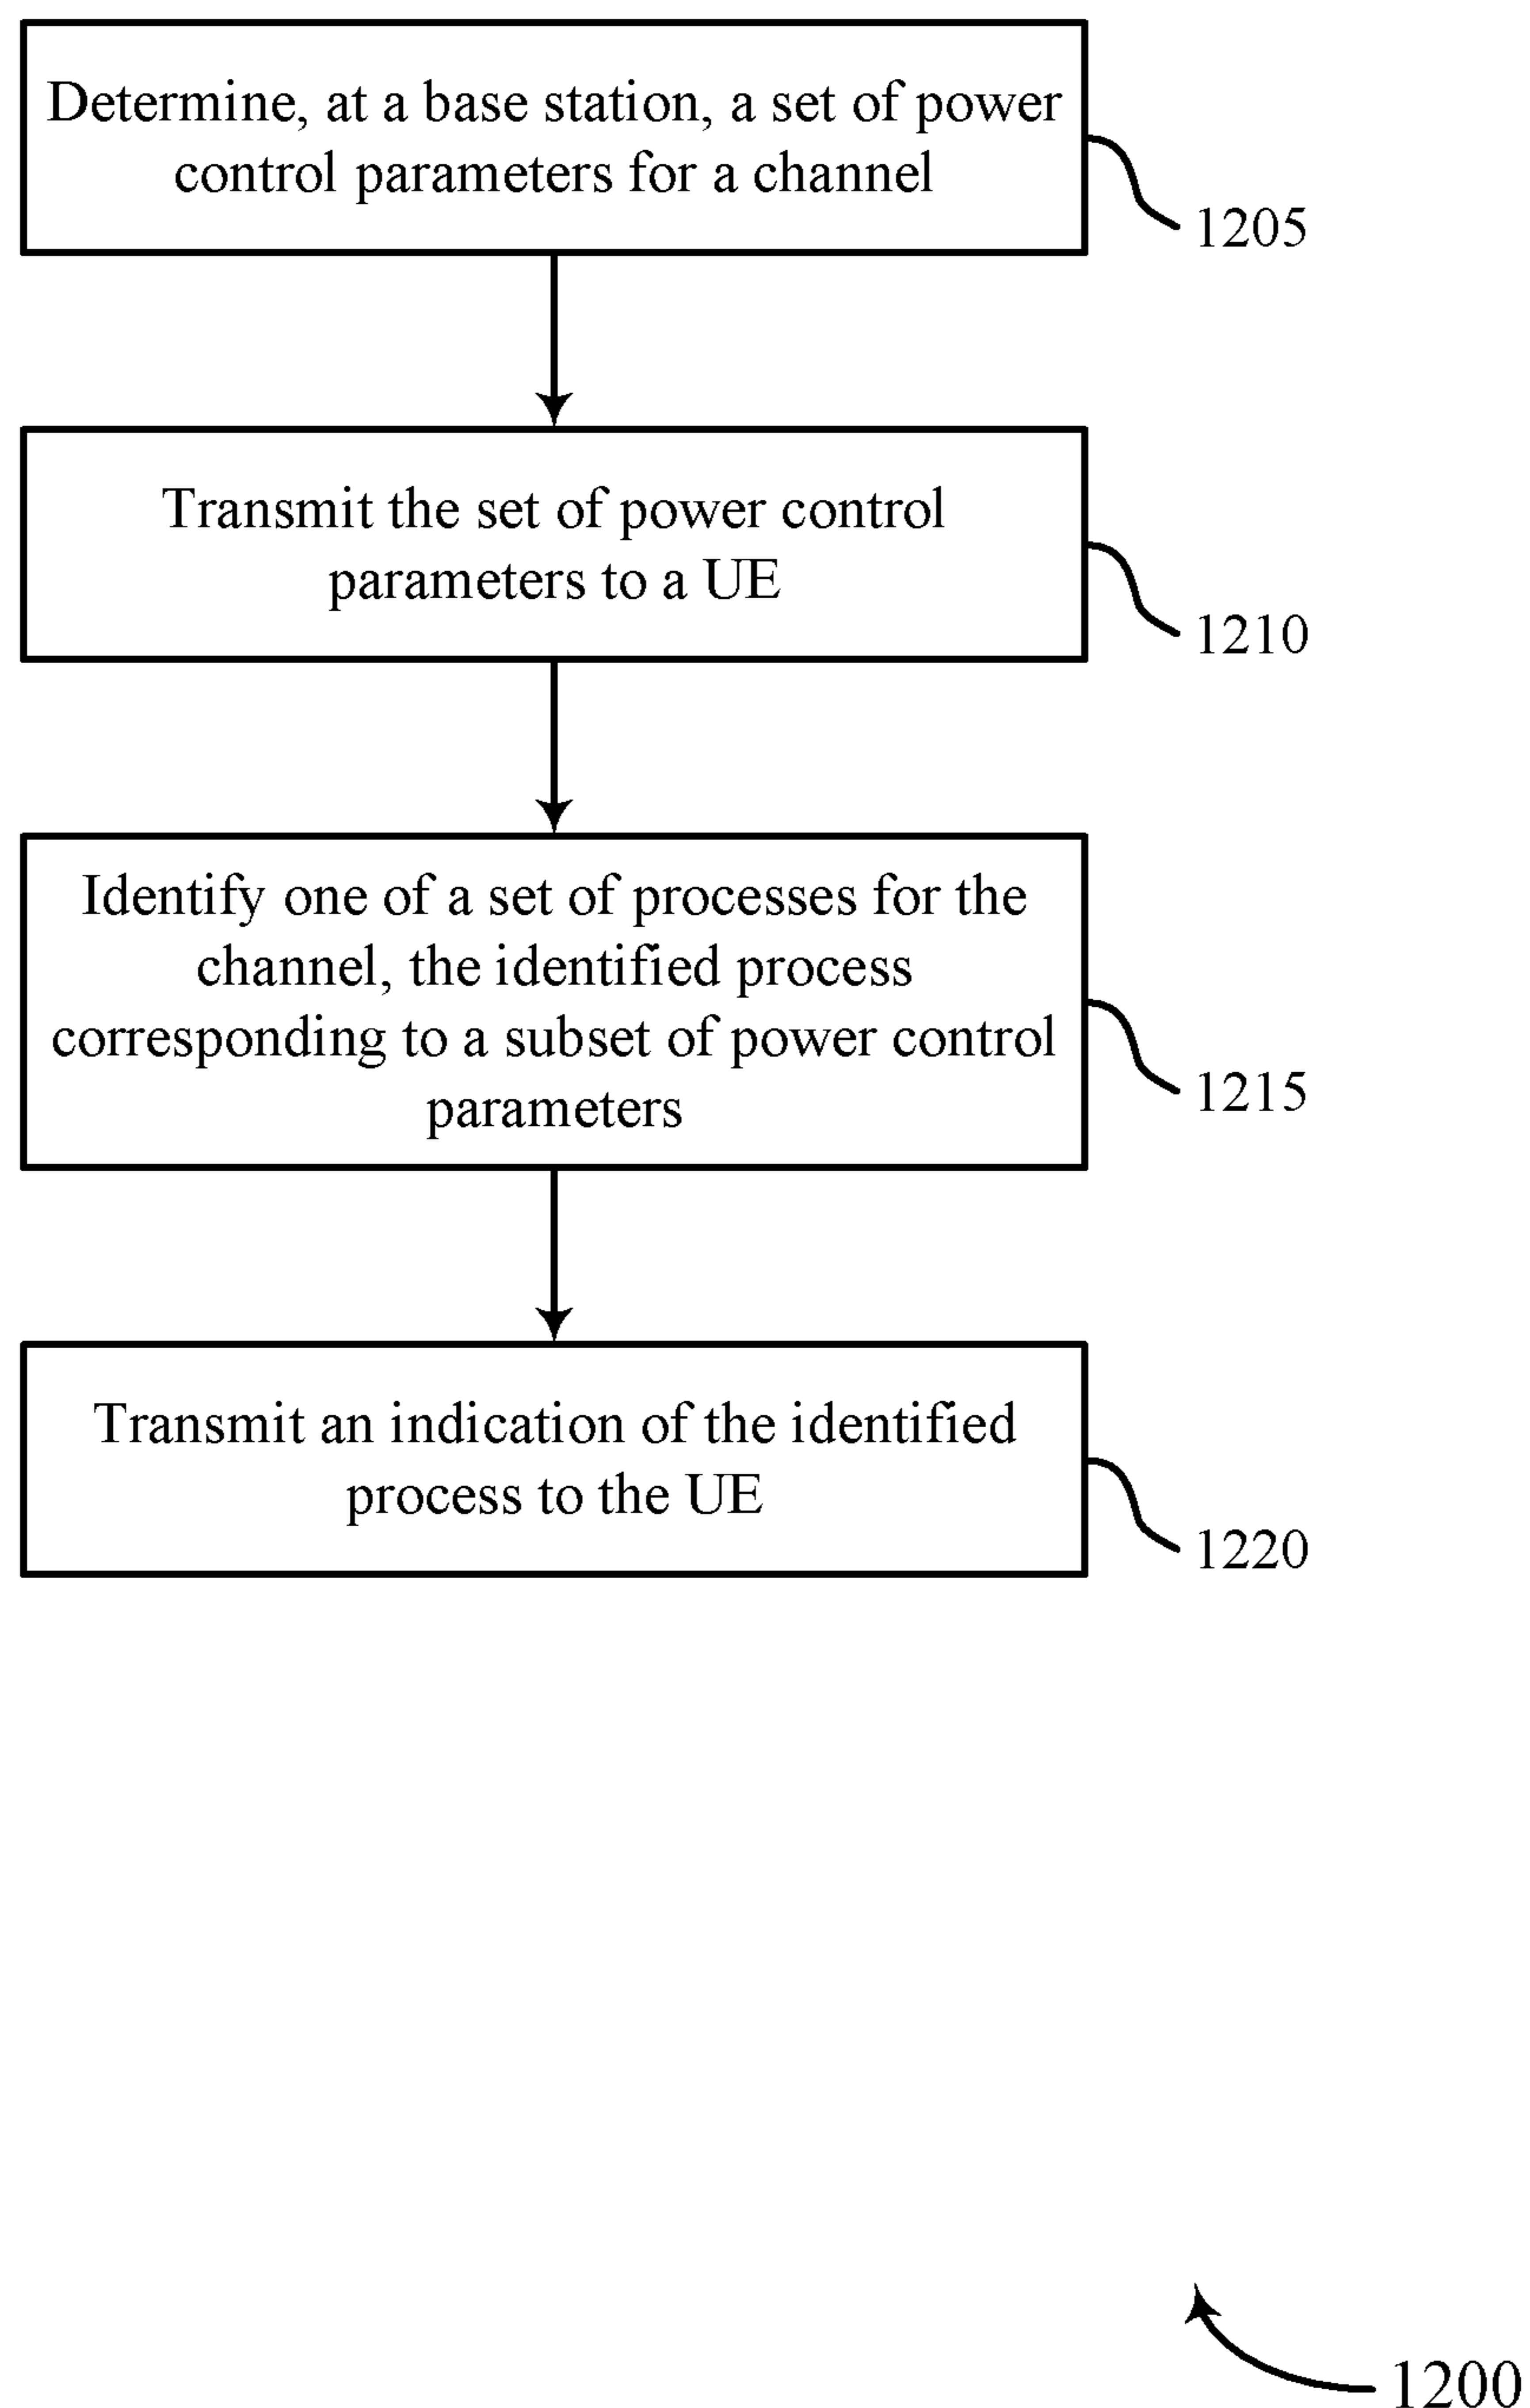 Determine, at a base station, a set of power
control parameters for a channel
1205
Transmit the set of power control
parameters to a UE
1210
Identify one of a set of processes for the
channel, the identified process
corresponding to a subset of power control
parameters
1215
Transmit an indication of the identified
process to the UE
1220
1200